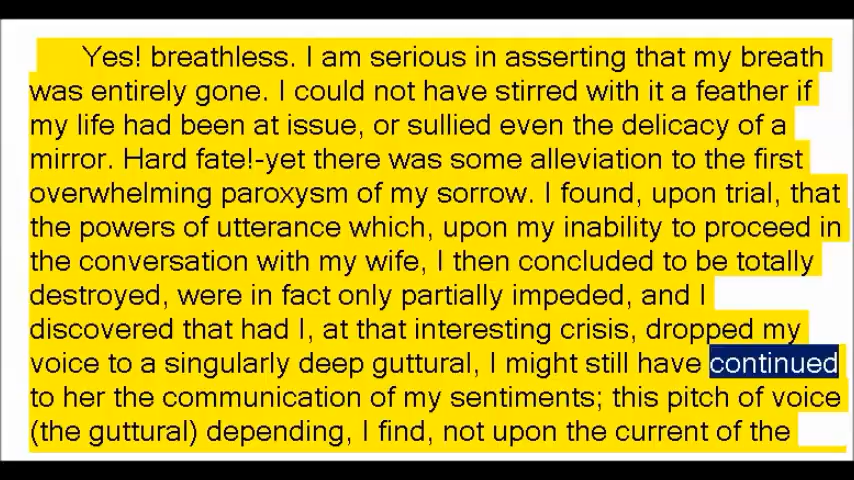 Yes! breathless. I am serious in asserting that my breath
was entirely gone. I could not have stirred with it a feather if
my life had been at issue, or sullied even the delicacy of a
mirror. Hard fate!-yet there was some alleviation to the first
overwhelming paroxysm of my sorrow. I found, upon trial, that
the powers of utterance which, upon my inability to proceed in
the conversation with my wife, I then concluded to be totally
destroyed, were in fact only partially impeded, and I
discovered that had I, at that interesting crisis, dropped my
voice to a singularly deep guttural, I might still have continued
to her the communication of my sentiments; this pitch of voice
(the guttural) depending, I find, not upon the current of the